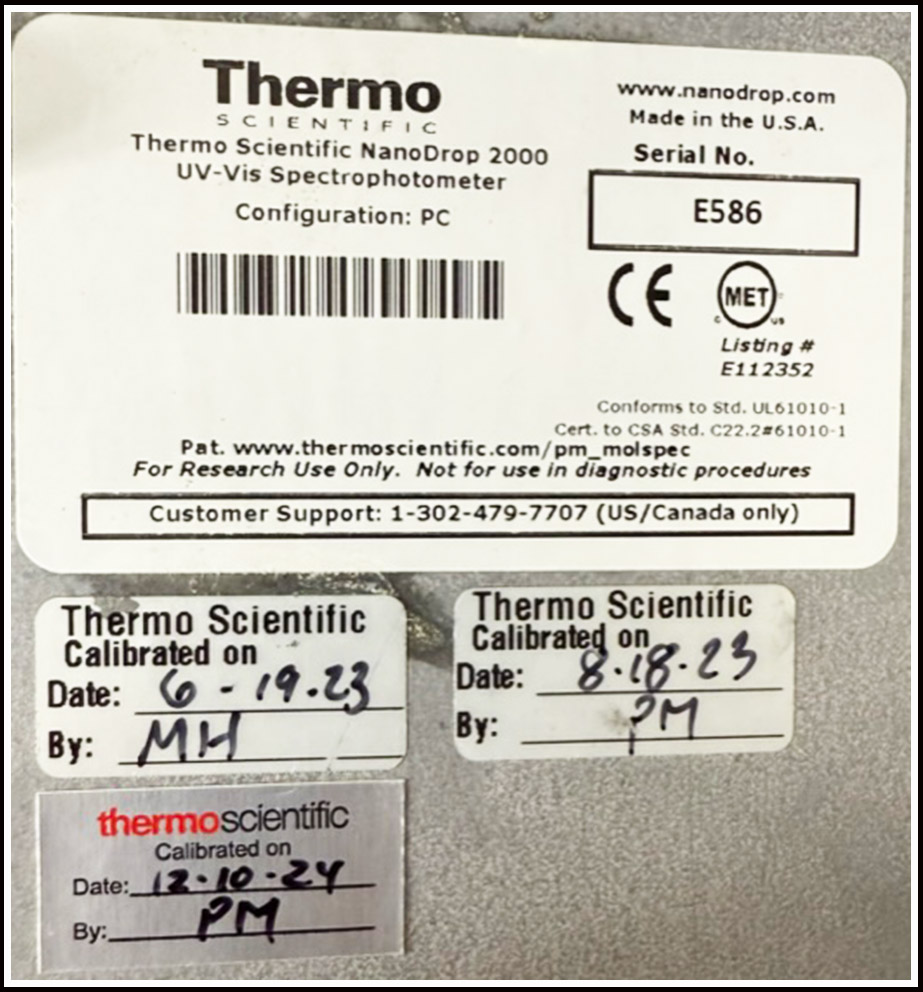 Thermo
SCIENTIFIC
Thermo Scientific NanoDrop 2000
UV-Vis Spectrophotometer
Configuration: PC
www.nanodrop.com
Made in the U.S.A.
Serial No.
E586
CE
MET
c us
Listing #
E112352
Conforms to Std. UL61010-1
Cert. to CSA Std. C22.2#61010-1
Pat. www.thermoscientific.com/pm_molspec
For Research Use Only. Not for use in diagnostic procedures
Customer Support: 1-302-479-7707 (US/Canada only)
Thermo Scientific
Calibrated on
Date: 6-19.23
By: MH
Thermo Scientific
Calibrated on
Date: 8.18.23
By: PM
thermoscientific
Calibrated on
Date: 12.10.24
By: PM